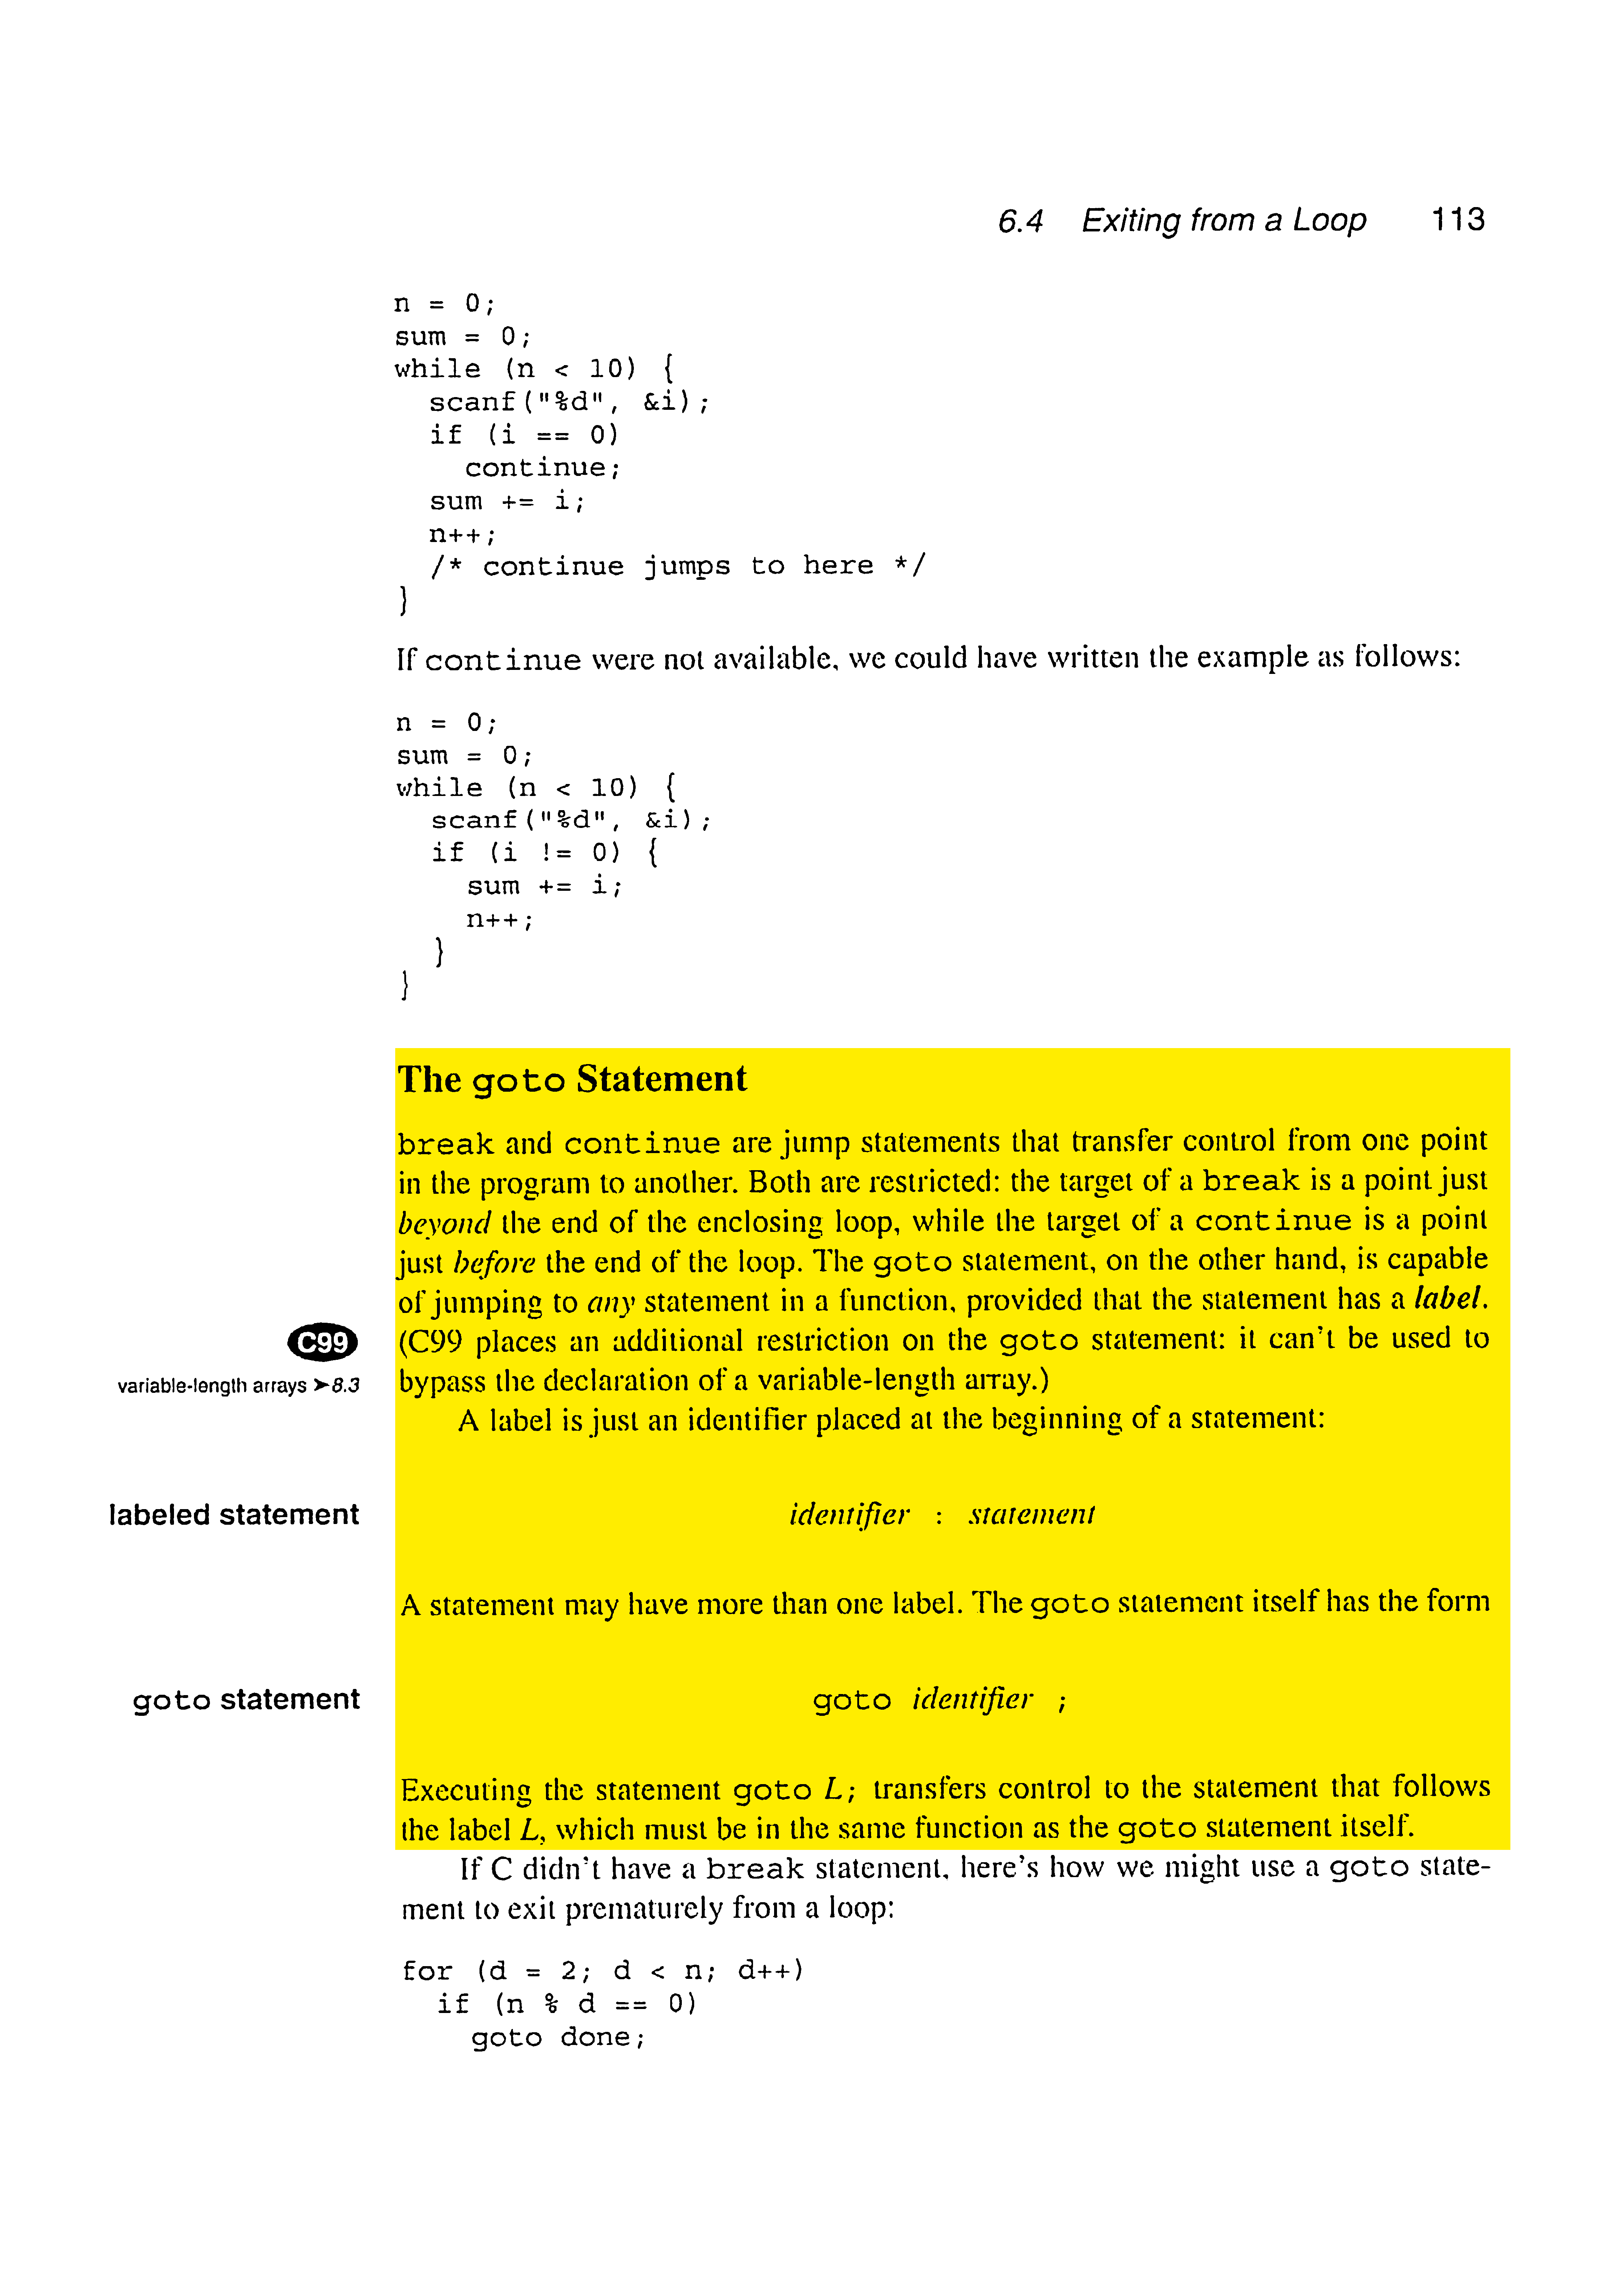 6.4 Exiting from a Loop 113
n = 0;
sum = 0;
while (n < 10) {
scanf("%d", &i);
if (i == 0)
continue;
sum += i;
n++;
/* continue jumps to here */
}
If continue were not available, we could have written the example as follows:
n = 0;
sum = 0;
while (n < 10) {
scanf("%d", &i);
if (i != 0) {
sum += i;
n++;
}
}
The goto Statement
break and continue are jump statements that transfer control from one point
in the program to another. Both are restricted: the target of a break is a point just
beyond the end of the enclosing loop, while the target of a continue is a point
just before the end of the loop. The goto statement, on the other hand, is capable
of jumping to any statement in a function, provided that the statement has a label.
C99 (C99 places an additional restriction on the goto statement: it can't be used to
variable-length arrays ➤8.3 bypass the declaration of a variable-length array.)
A label is just an identifier placed at the beginning of a statement:
labeled statement identifier : statement
A statement may have more than one label. The goto statement itself has the form
goto statement goto identifier ;
Executing the statement goto L; transfers control to the statement that follows
the label L, which must be in the same function as the goto statement itself.
If C didn't have a break statement, here's how we might use a goto state-
ment to exit prematurely from a loop:
for (d = 2; d < n; d++)
if (n % d == 0)
goto done;